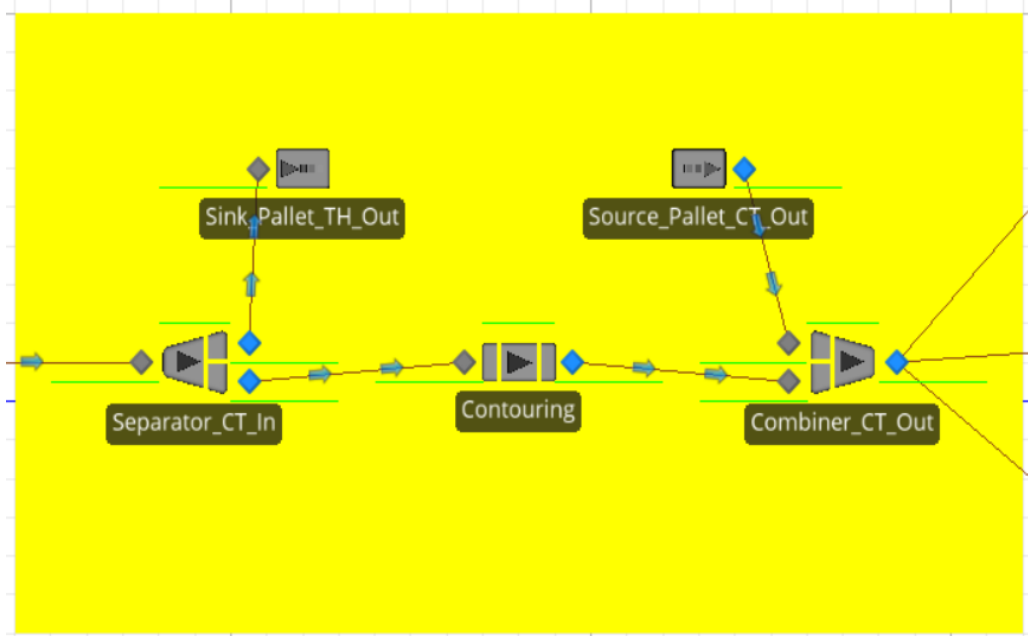 Sink_Pallet_TH_Out
Source_Pallet_CT_Out
Separator_CT_In
Contouring
Combiner_CT_Out